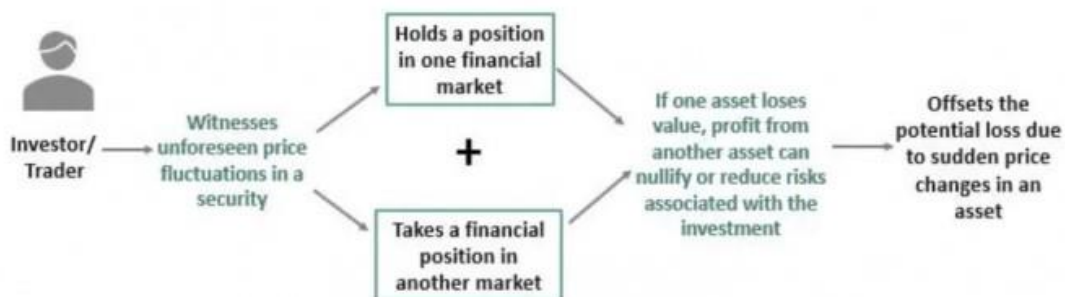 Investor/
Trader
Witnesses
unforeseen price
fluctuations in a
security
Holds a position
in one financial
market
+
Takes a financial
position in
another market
If one asset loses
value, profit from
another asset can
nullify or reduce risks
associated with the
investment
Offsets the
potential loss due
to sudden price
changes in an
asset